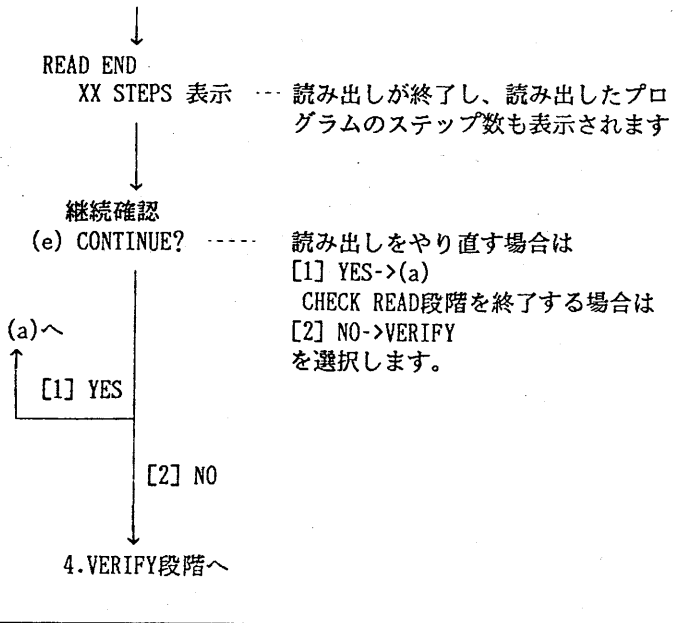 READ END
XX STEPS 表示 … 読み出しが終了し、読み出したプロ
グラムのステップ数も表示されます
継続確認
(e) CONTINUE? ----- 読み出しをやり直す場合は
[1] YES->(a)
CHECK READ段階を終了する場合は
[2] NO->VERIFY
を選択します。
(a)へ
[1] YES
[2] NO
4.VERIFY段階へ